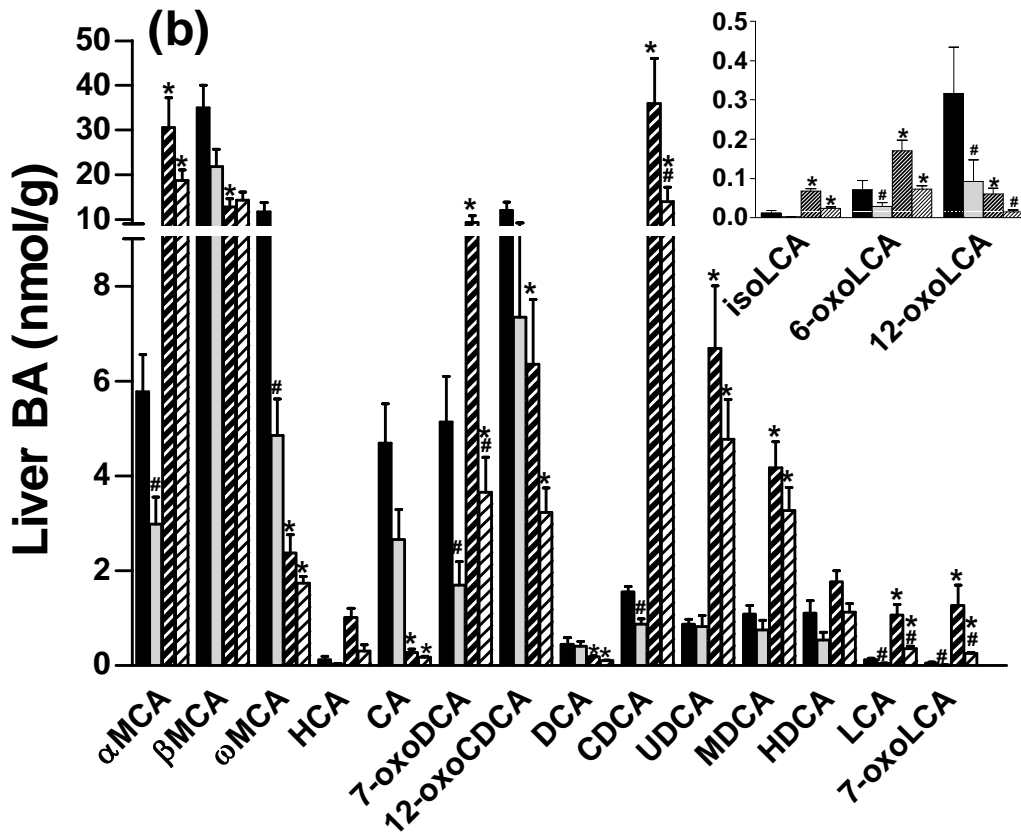 (b)
Liver BA (nmol/g)
50
40
30
20
10
8
6
4
2
0
# * * * # * * * * # * * # * * * * * # * * # * * * * * # * * # * # * * #
αMCA
βMCA
ωMCA
HCA
CA
7-oxoDCA
12-oxoCDCA
DCA
CDCA
UDCA
MDCA
HDCA
LCA
7-oxoLCA
0.5
0.4
0.3
0.2
0.1
0.0
* * # * * # * #
isoLCA
6-oxoLCA
12-oxoLCA